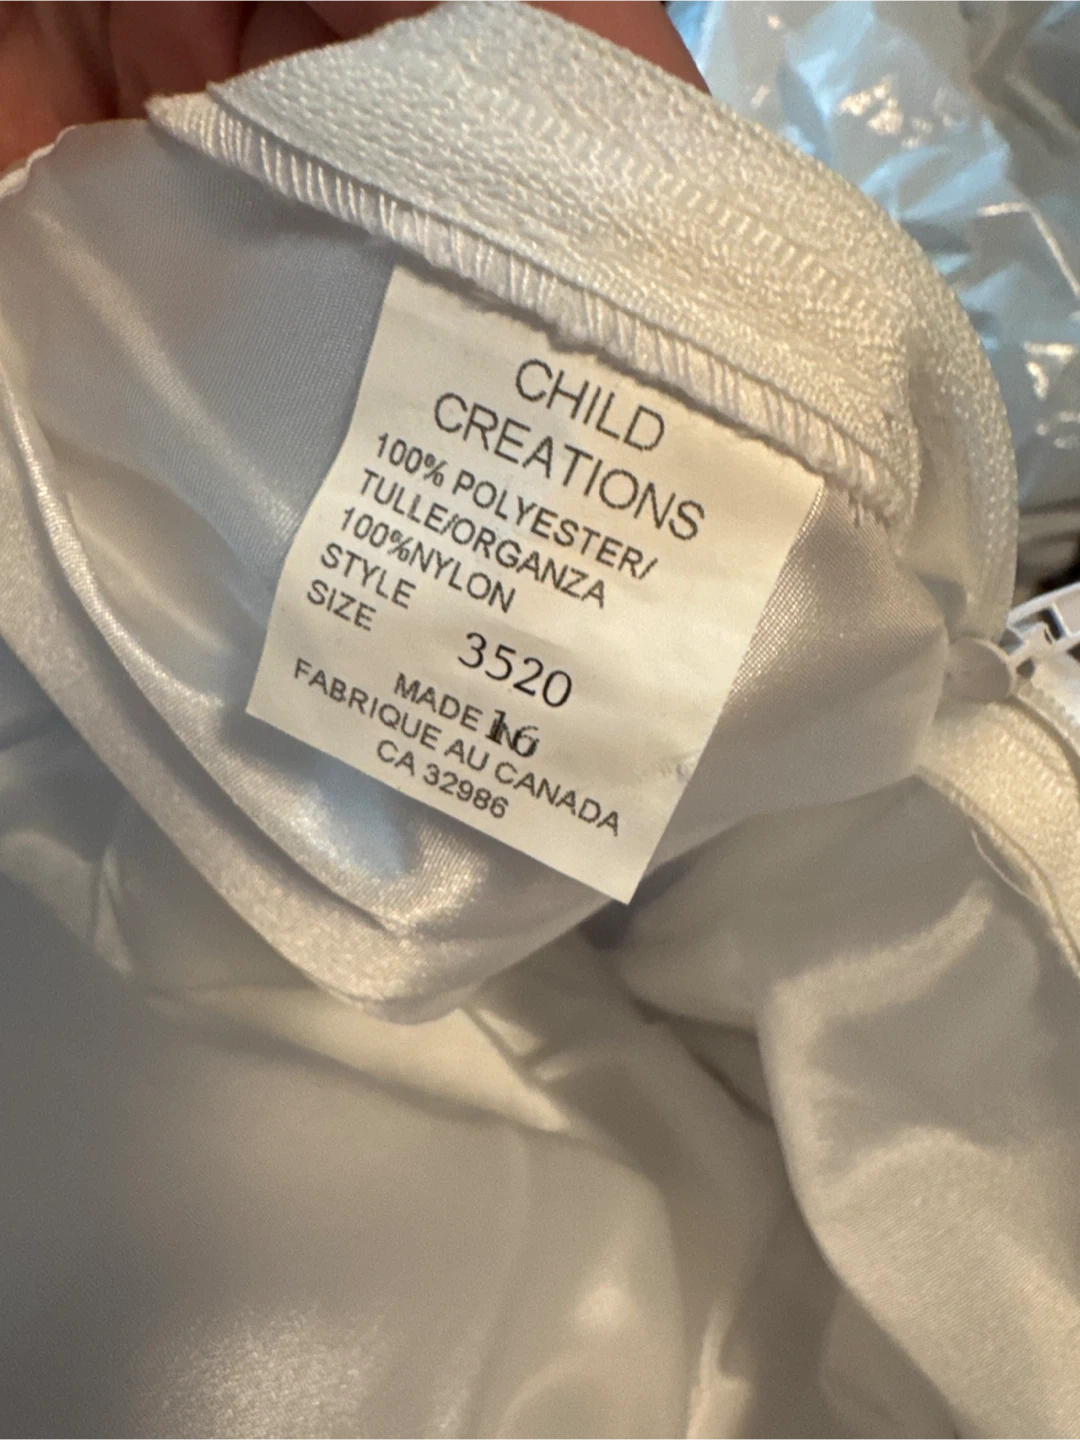 CHILD
CREATIONS
100% POLYESTER/
TULLE/ORGANZA
100%NYLON
STYLE
SIZE
3520
16
MADE IN/
FABRIQUE AU CANADA
CA 32986